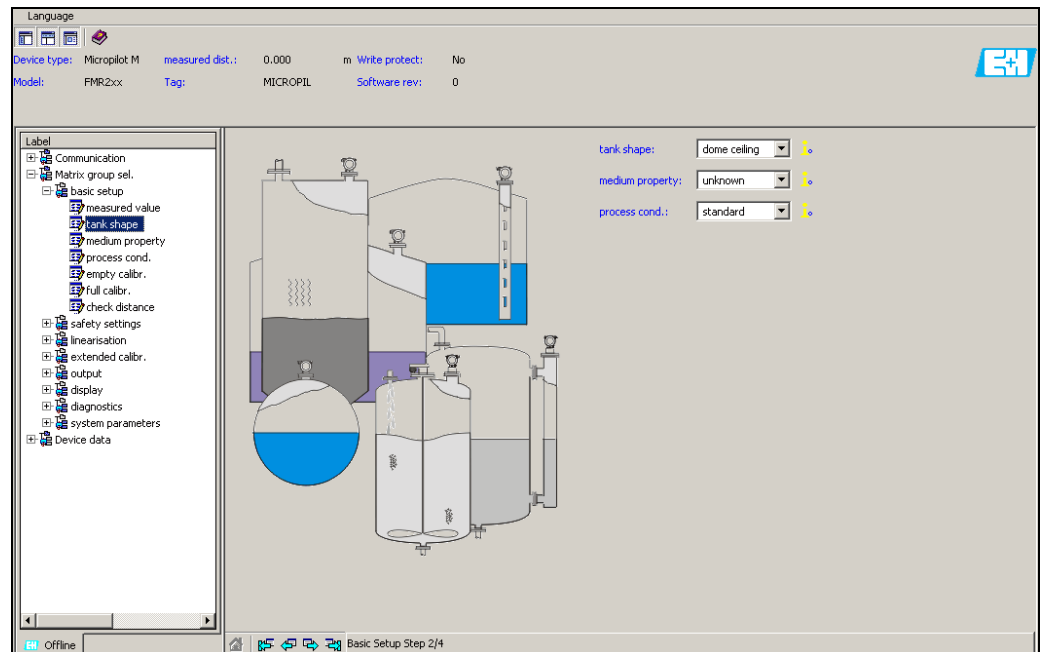 Language
Device type: Micropilot M measured dist.: 0.000 m Write protect: No
Model: FMR2xx Tag: MICROPIL Software rev: 0
E+H
Label
Communication
Matrix group sel.
basic setup
measured value
tank shape
medium property
process cond.
empty calibr.
full calibr.
check distance
safety settings
linearisation
extended calibr.
output
display
diagnostics
system parameters
Device data
tank shape: dome ceiling
medium property: unknown
process cond.: standard
Offline
Basic Setup Step 2/4